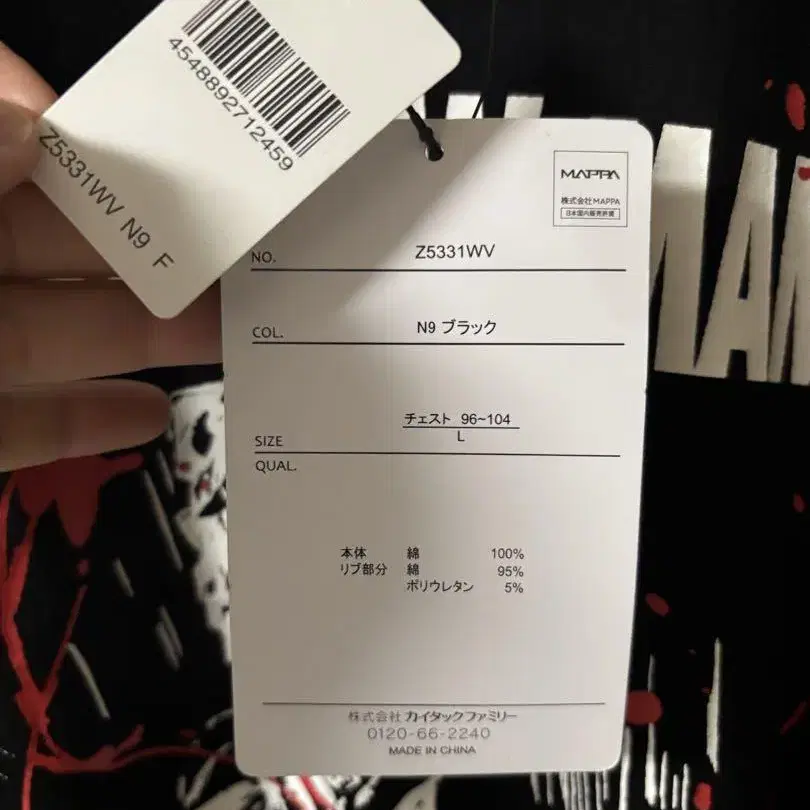 4548892712459
Z5331WV N9 F
MAPPA
株式会社MAPPA
日本国内販売許諾
NO. Z5331WV
COL. N9 ブラック
チェスト 96~104
SIZE L
QUAL.
本体 綿 100%
リブ部分 綿 95%
ポリウレタン 5%
株式会社 カイタックファミリー
0120-66-2240
MADE IN CHINA
MAN